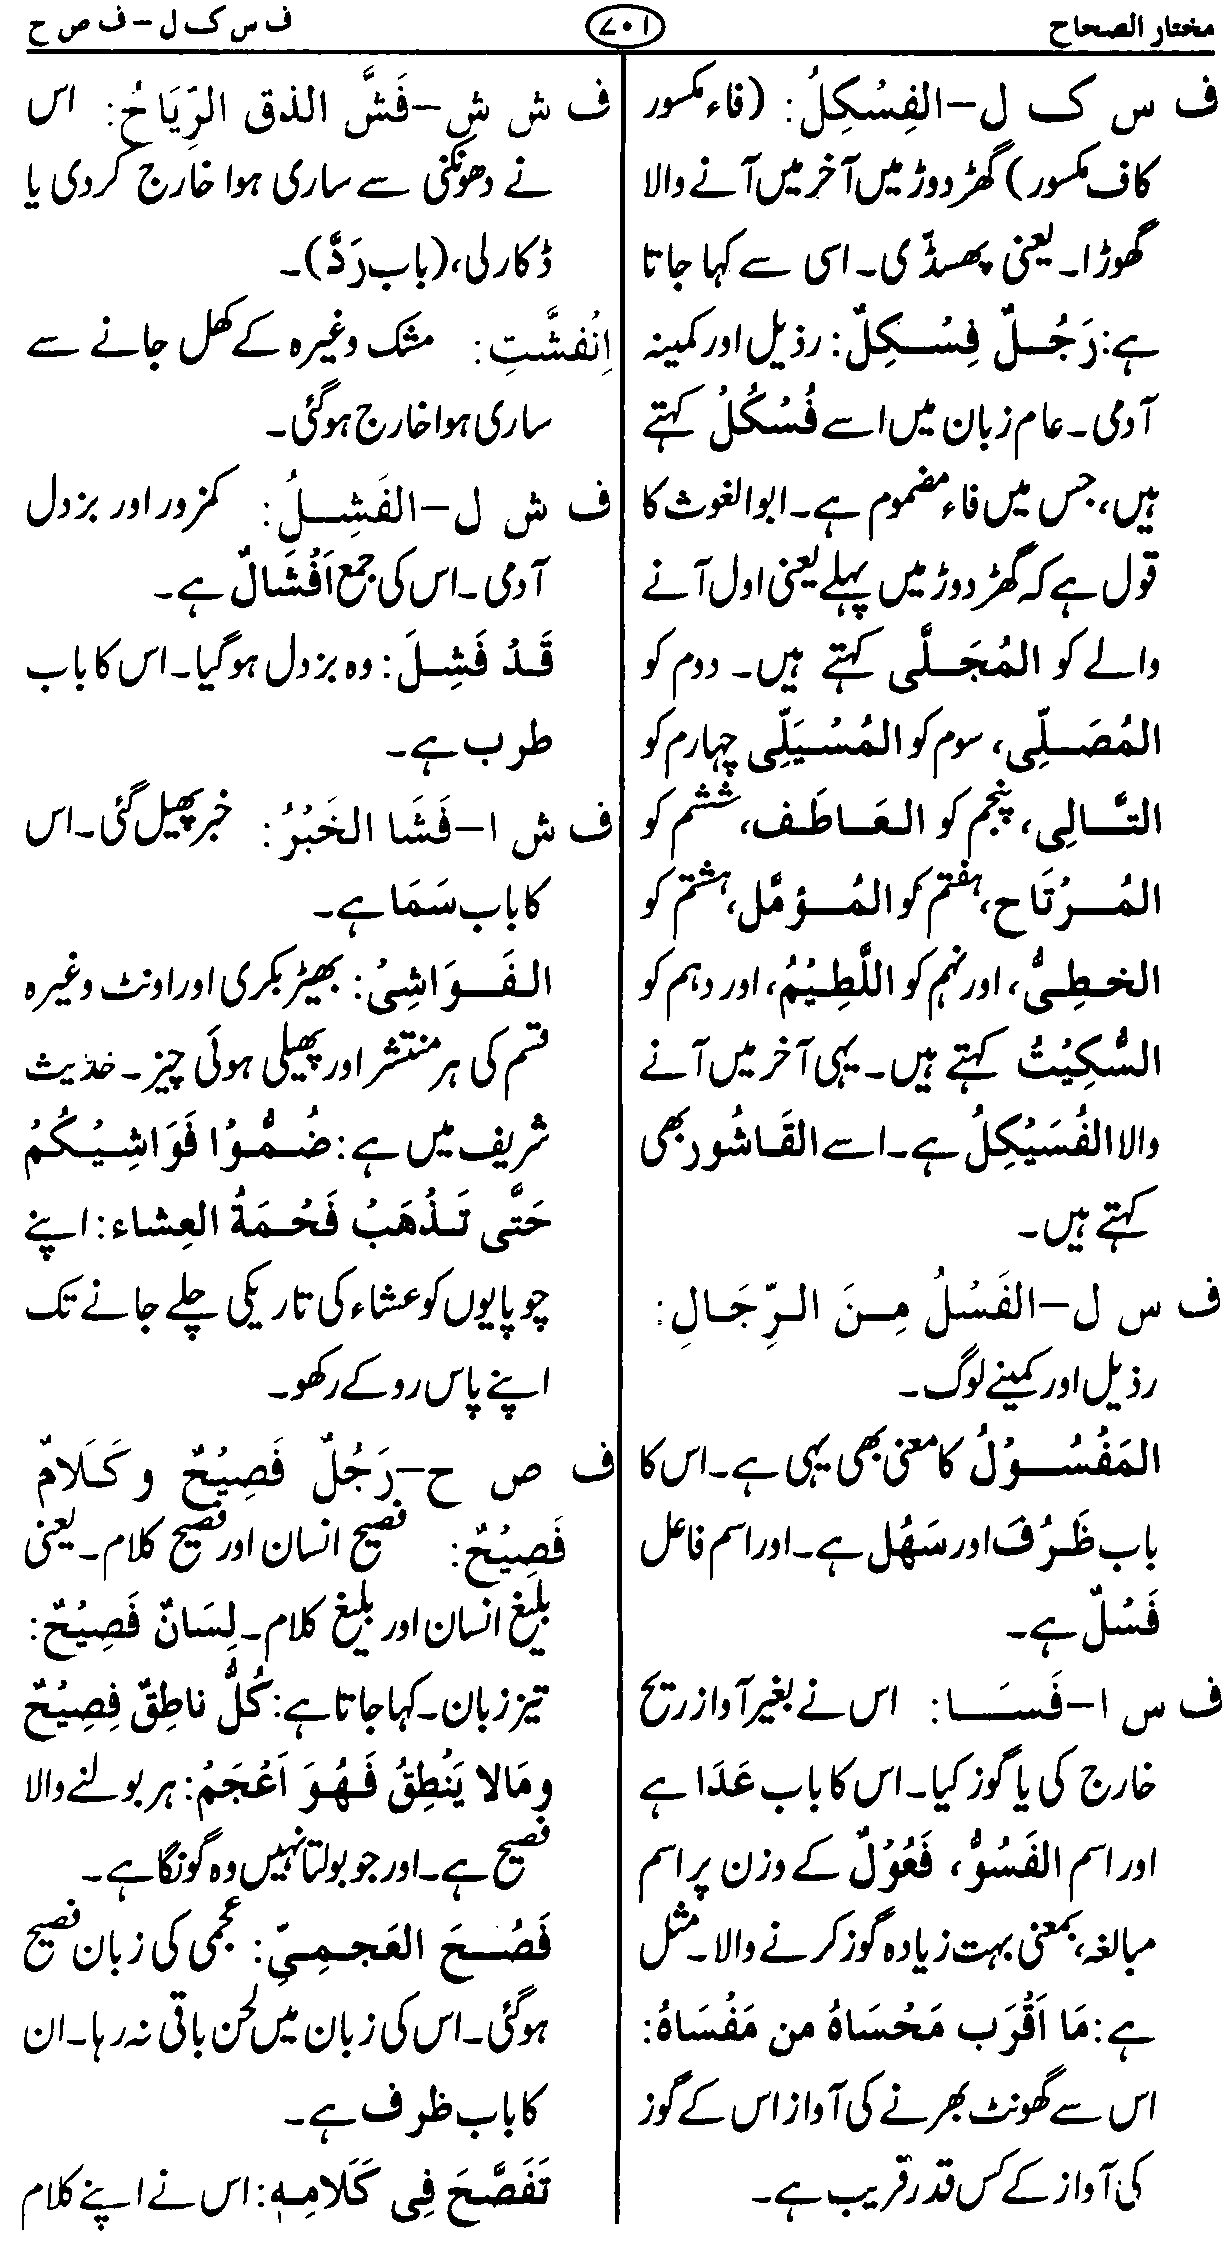 مختار الصحاح
۷۰۱
ف س ک ل – ف ص ح
ف س ک ل–الفِسْكِلُ: (فاء مکسور
کاف مکسور) گھڑ دوڑ میں آخر میں آنے والا
گھوڑا۔ یعنی پھسڈّی۔ اسی سے کہا جاتا
ہے: رَجُلٌ فِسْکِلٌ: رذیل اور کمینہ
آدمی۔ عام زبان میں اسے فُسْکُلُ کہتے
ہیں، جس میں فاء مضموم ہے۔ ابوالغوث کا
قول ہے کہ گھڑ دوڑ میں پہلے یعنی اول آنے
والے کو المُجَلَّی کہتے ہیں۔ دوم کو
المُصَلِّی، سوم کو المُسْیَلِّی چہارم کو
التَّالِی، پنجم کو العَاطَف، ششم کو
المُرْتَاح، ہفتم کو المُؤمَّل، ہشتم کو
الخطِیُّ، اور نہم کو اللَّطِیْمُ، اور دہم کو
السُّکِیْتُ کہتے ہیں۔ یہی آخر میں آنے
والا الفُسَیْکِلُ ہے۔ اسے القَاشُور بھی
کہتے ہیں۔
ف س ل–الفَسْلُ مِنَ الرِّجَالِ:
رذیل اور کمینے لوگ۔
المَفْسُوْلُ کا معنی بھی یہی ہے۔ اس کا
باب ظَرُفَ اور سَهُل ہے۔ اور اسم فاعل
فَسْلٌ ہے۔
ف س ا–فَسَا: اس نے بغیر آواز ریح
خارج کی یا گوز کیا۔ اس کا باب عَدَا ہے
اور اسم الفَسُوُّ، فَعُوْلٌ کے وزن پر اسم
مبالغہ، بمعنی بہت زیادہ گوز کرنے والا۔ مثل
ہے: مَا اَقْرَب مَحْسَاهُ من مَفْسَاهُ:
اس سے گھونٹ بھرنے کی آواز اس کے گوز
کی آواز کے کس قدر قریب ہے۔
ف ش ش–فَشَّ الذق الرِّیَاحُ: اس
نے دھونکنی سے ساری ہوا خارج کردی یا
ڈکار لی، (باب رَدَّ)۔
اِنْفشَّتِ: مشک وغیرہ کے کھل جانے سے
ساری ہوا خارج ہوگئی۔
ف ش ل–الفَشِلُ: کمزور اور بزدل
آدمی۔ اس کی جمع اَفْشَالٌ ہے۔
قَدْ فَشِلَ: وہ بزدل ہوگیا۔ اس کا باب
طرب ہے۔
ف ش ا–فَشَا الخَبْرُ: خبر پھیل گئی۔ اس
کا باب سَمَا ہے۔
الفَوَاشِیْ: بھیڑ بکری اور اونٹ وغیرہ
قسم کی ہر منتشر اور پھیلی ہوئی چیز۔ حدیث
شریف میں ہے: ضُمُّوْا فَوَاشِیْکُمُ
حَتّٰی تَذْهَبُ فَحْمَةُ العِشاء: اپنے
چوپایوں کو عشاء کی تاریکی چلے جانے تک
اپنے پاس روکے رکھو۔
ف ص ح–رَجُلٌ فَصِیْحٌ و کَلَامٌ
فَصِیْحٌ: فصیح انسان اور فصیح کلام۔ یعنی
بلیغ انسان اور بلیغ کلام۔ لِسَانٌ فَصِیْحٌ:
تیز زبان۔ کہا جاتا ہے: کُلُّ ناطِقٌ فِصِیْحٌ
ومَالا یَنْطِقُ فَهُوَ اَعْجَمُ: ہر بولنے والا
فصیح ہے۔ اور جو بولتا نہیں وہ گونگا ہے۔
فَصُحَ العَجمِیِّ: عجمی کی زبان فصیح
ہوگئی۔ اس کی زبان میں لحن باقی نہ رہا۔ ان
کا باب ظرف ہے۔
تَفَصَّحَ فِی کَلَامِهٖ: اس نے اپنے کلام